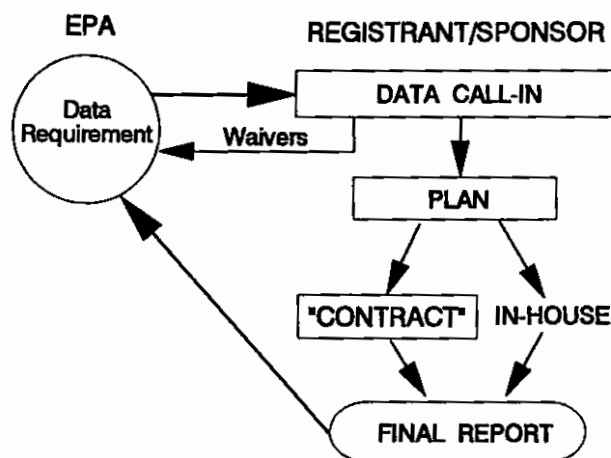 EPA
REGISTRANT/SPONSOR
Data
Requirement
DATA CALL-IN
Waivers
PLAN
"CONTRACT"
IN-HOUSE
FINAL REPORT